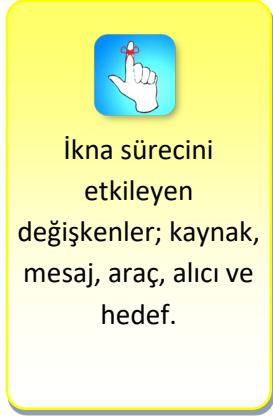 İkna sürecini
etkileyen
değişkenler; kaynak,
mesaj, araç, alıcı ve
hedef.